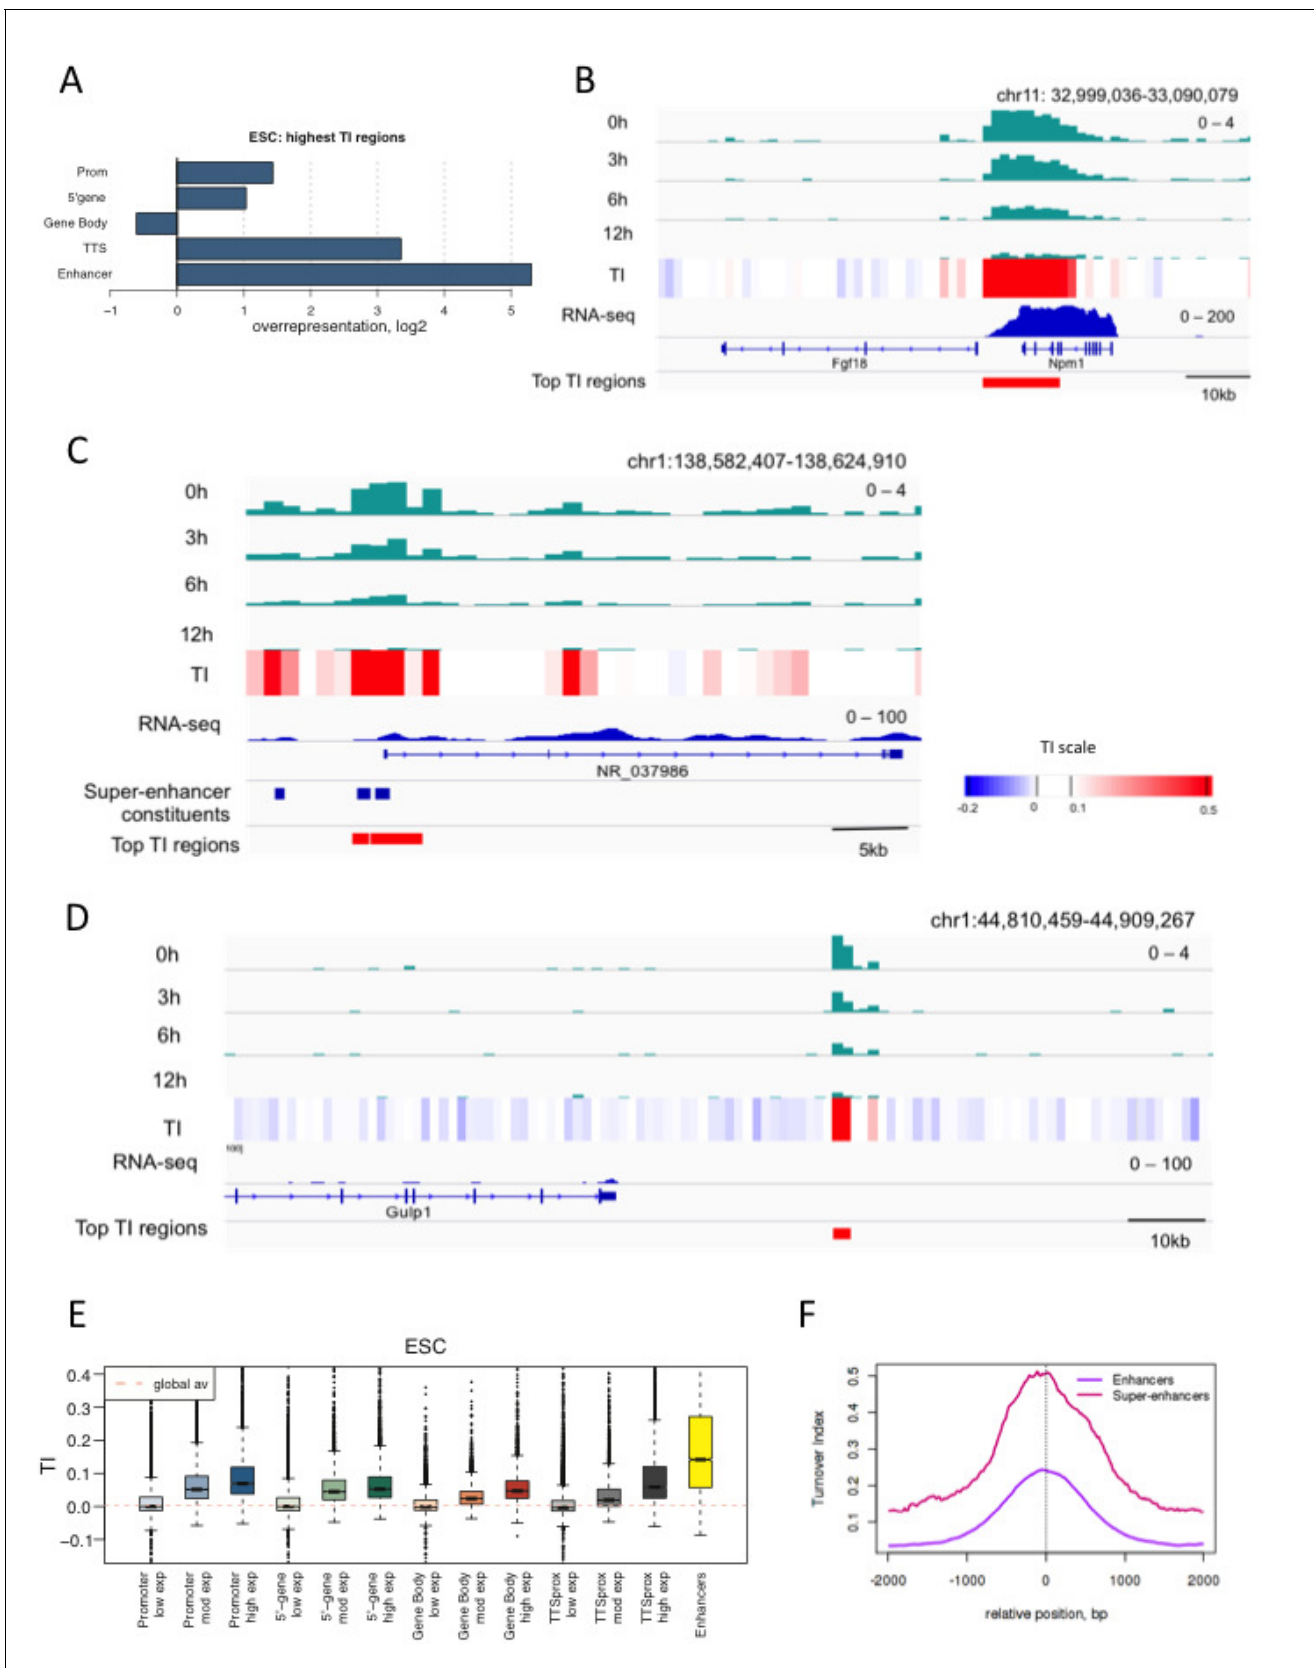 A
ESC: highest TI regions
Prom
5'gene
Gene Body
TTS
Enhancer
−1 0 1 2 3 4 5
overrepresentation, log2
B
chr11: 32,999,036-33,090,079
0h
0 – 4
3h
6h
12h
TI
RNA-seq
0 – 200
Fgf18
Npm1
Top TI regions
10kb
C
chr1:138,582,407-138,624,910
0h
0 – 4
3h
6h
12h
TI
RNA-seq
0 – 100
NR_037986
Super-enhancer
constituents
Top TI regions
5kb
TI scale
-0.2 0 0.1 0.5
D
chr1:44,810,459-44,909,267
0h
0 – 4
3h
6h
12h
TI
RNA-seq
0 – 100
Gulp1
Top TI regions
10kb
E
ESC
global av
TI
0.4
0.3
0.2
0.1
0.0
−0.1
Promoter
low exp
Promoter
mod exp
Promoter
high exp
5'−gene
low exp
5'−gene
mod exp
5'−gene
high exp
Gene Body
low exp
Gene Body
mod exp
Gene Body
high exp
TTSprox
low exp
TTSprox
mod exp
TTSprox
high exp
Enhancers
F
Enhancers
Super-enhancers
Turnover Index
0.5
0.4
0.3
0.2
0.1
-2000 -1000 0 1000 2000
relative position, bp